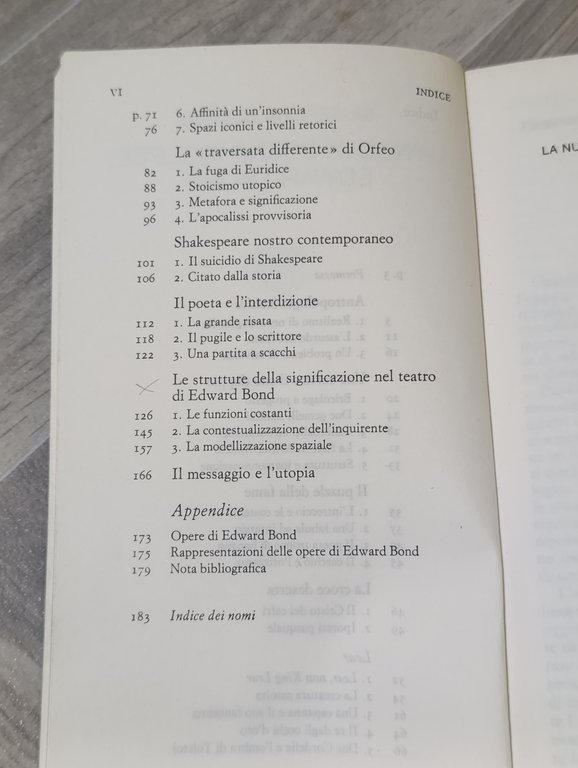 VI INDICE
p. 71 6. Affinità di un'insonnia
76 7. Spazi iconici e livelli retorici
La «traversata differente» di Orfeo
82 1. La fuga di Euridice
88 2. Stoicismo utopico
93 3. Metafora e significazione
96 4. L'apocalissi provvisoria
Shakespeare nostro contemporaneo
101 1. Il suicidio di Shakespeare
106 2. Citato dalla storia
Il poeta e l'interdizione
112 1. La grande risata
118 2. Il pugile e lo scrittore
122 3. Una partita a scacchi
Le strutture della significazione nel teatro
di Edward Bond
126 1. Le funzioni costanti
145 2. La contestualizzazione dell'inquirente
157 3. La modellizzazione spaziale
166 Il messaggio e l'utopia
Appendice
173 Opere di Edward Bond
175 Rappresentazioni delle opere di Edward Bond
179 Nota bibliografica
183 Indice dei nomi
LA NU